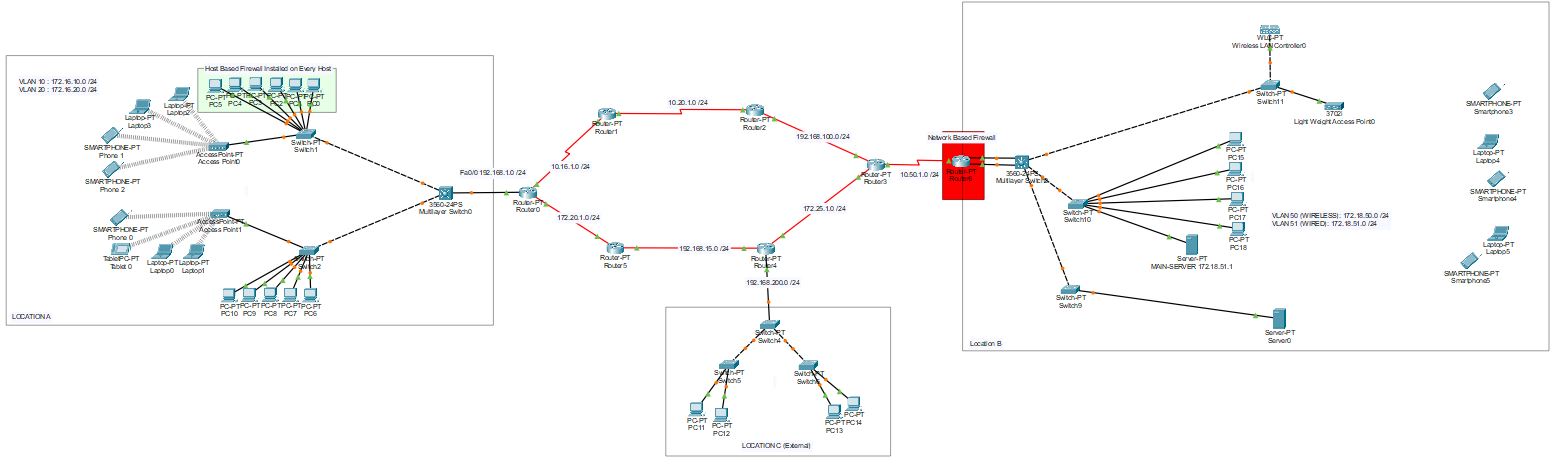 VLAN 10 : 172.16.10.0 /24
VLAN 20 : 172.16.20.0 /24
Host Based Firewall Installed on Every Host
PC-PT
PC5
PC-PT
PC4
PC-PT
PC3
PC-PT
PC2
PC-PT
PC-PT
PC0
Laptop-PT
Laptop2
Laptop-PT
Laptop3
SMARTPHONE-PT
Phone 1
SMARTPHONE-PT
Phone 2
AccessPoint-PT
Access Point0
Switch-PT
Switch1
SMARTPHONE-PT
Phone 0
AccessPoint-PT
Access Point1
TabletPC-PT
Tablet 0
Laptop-PT
Laptop0
Laptop-PT
Laptop1
Switch-PT
Switch2
PC-PT
PC10
PC-PT
PC9
PC-PT
PC8
PC-PT
PC7
PC-PT
PC6
LOCATION A
3560-24PS
Multilayer Switch0
Fa0/0 192.168.1.0 /24
Router-PT
Router0
10.16.1.0 /24
Router-PT
Router1
10.20.1.0 /24
Router-PT
Router2
192.168.100.0 /24
Router-PT
Router3
172.20.1.0 /24
Router-PT
Router5
192.168.15.0 /24
Router-PT
Router4
172.25.1.0 /24
10.50.1.0 /24
192.168.200.0 /24
Switch-PT
Switch4
Switch-PT
Switch5
Switch-PT
PC-PT
PC11
PC-PT
PC12
PC-PT
PC13
PC-PT
PC14
LOCATION C (External)
Network Based Firewall
Router-PT
3560-24PS
Multilayer Switch2
WLC-PT
Wireless LAN Controller0
Switch-PT
Switch11
3702i
Light Weight Access Point0
PC-PT
PC15
PC-PT
PC16
PC-PT
PC17
PC-PT
PC18
Switch-PT
Switch10
Server-PT
MAIN-SERVER 172.18.51.1
Switch-PT
Switch9
Server-PT
Server0
VLAN 50 (WIRELESS): 172.18.50.0 /24
VLAN 51 (WIRED): 172.18.51.0 /24
SMARTPHONE-PT
Smartphone3
Laptop-PT
Laptop4
SMARTPHONE-PT
Smartphone4
Laptop-PT
Laptop5
SMARTPHONE-PT
Smartphone5
Location B